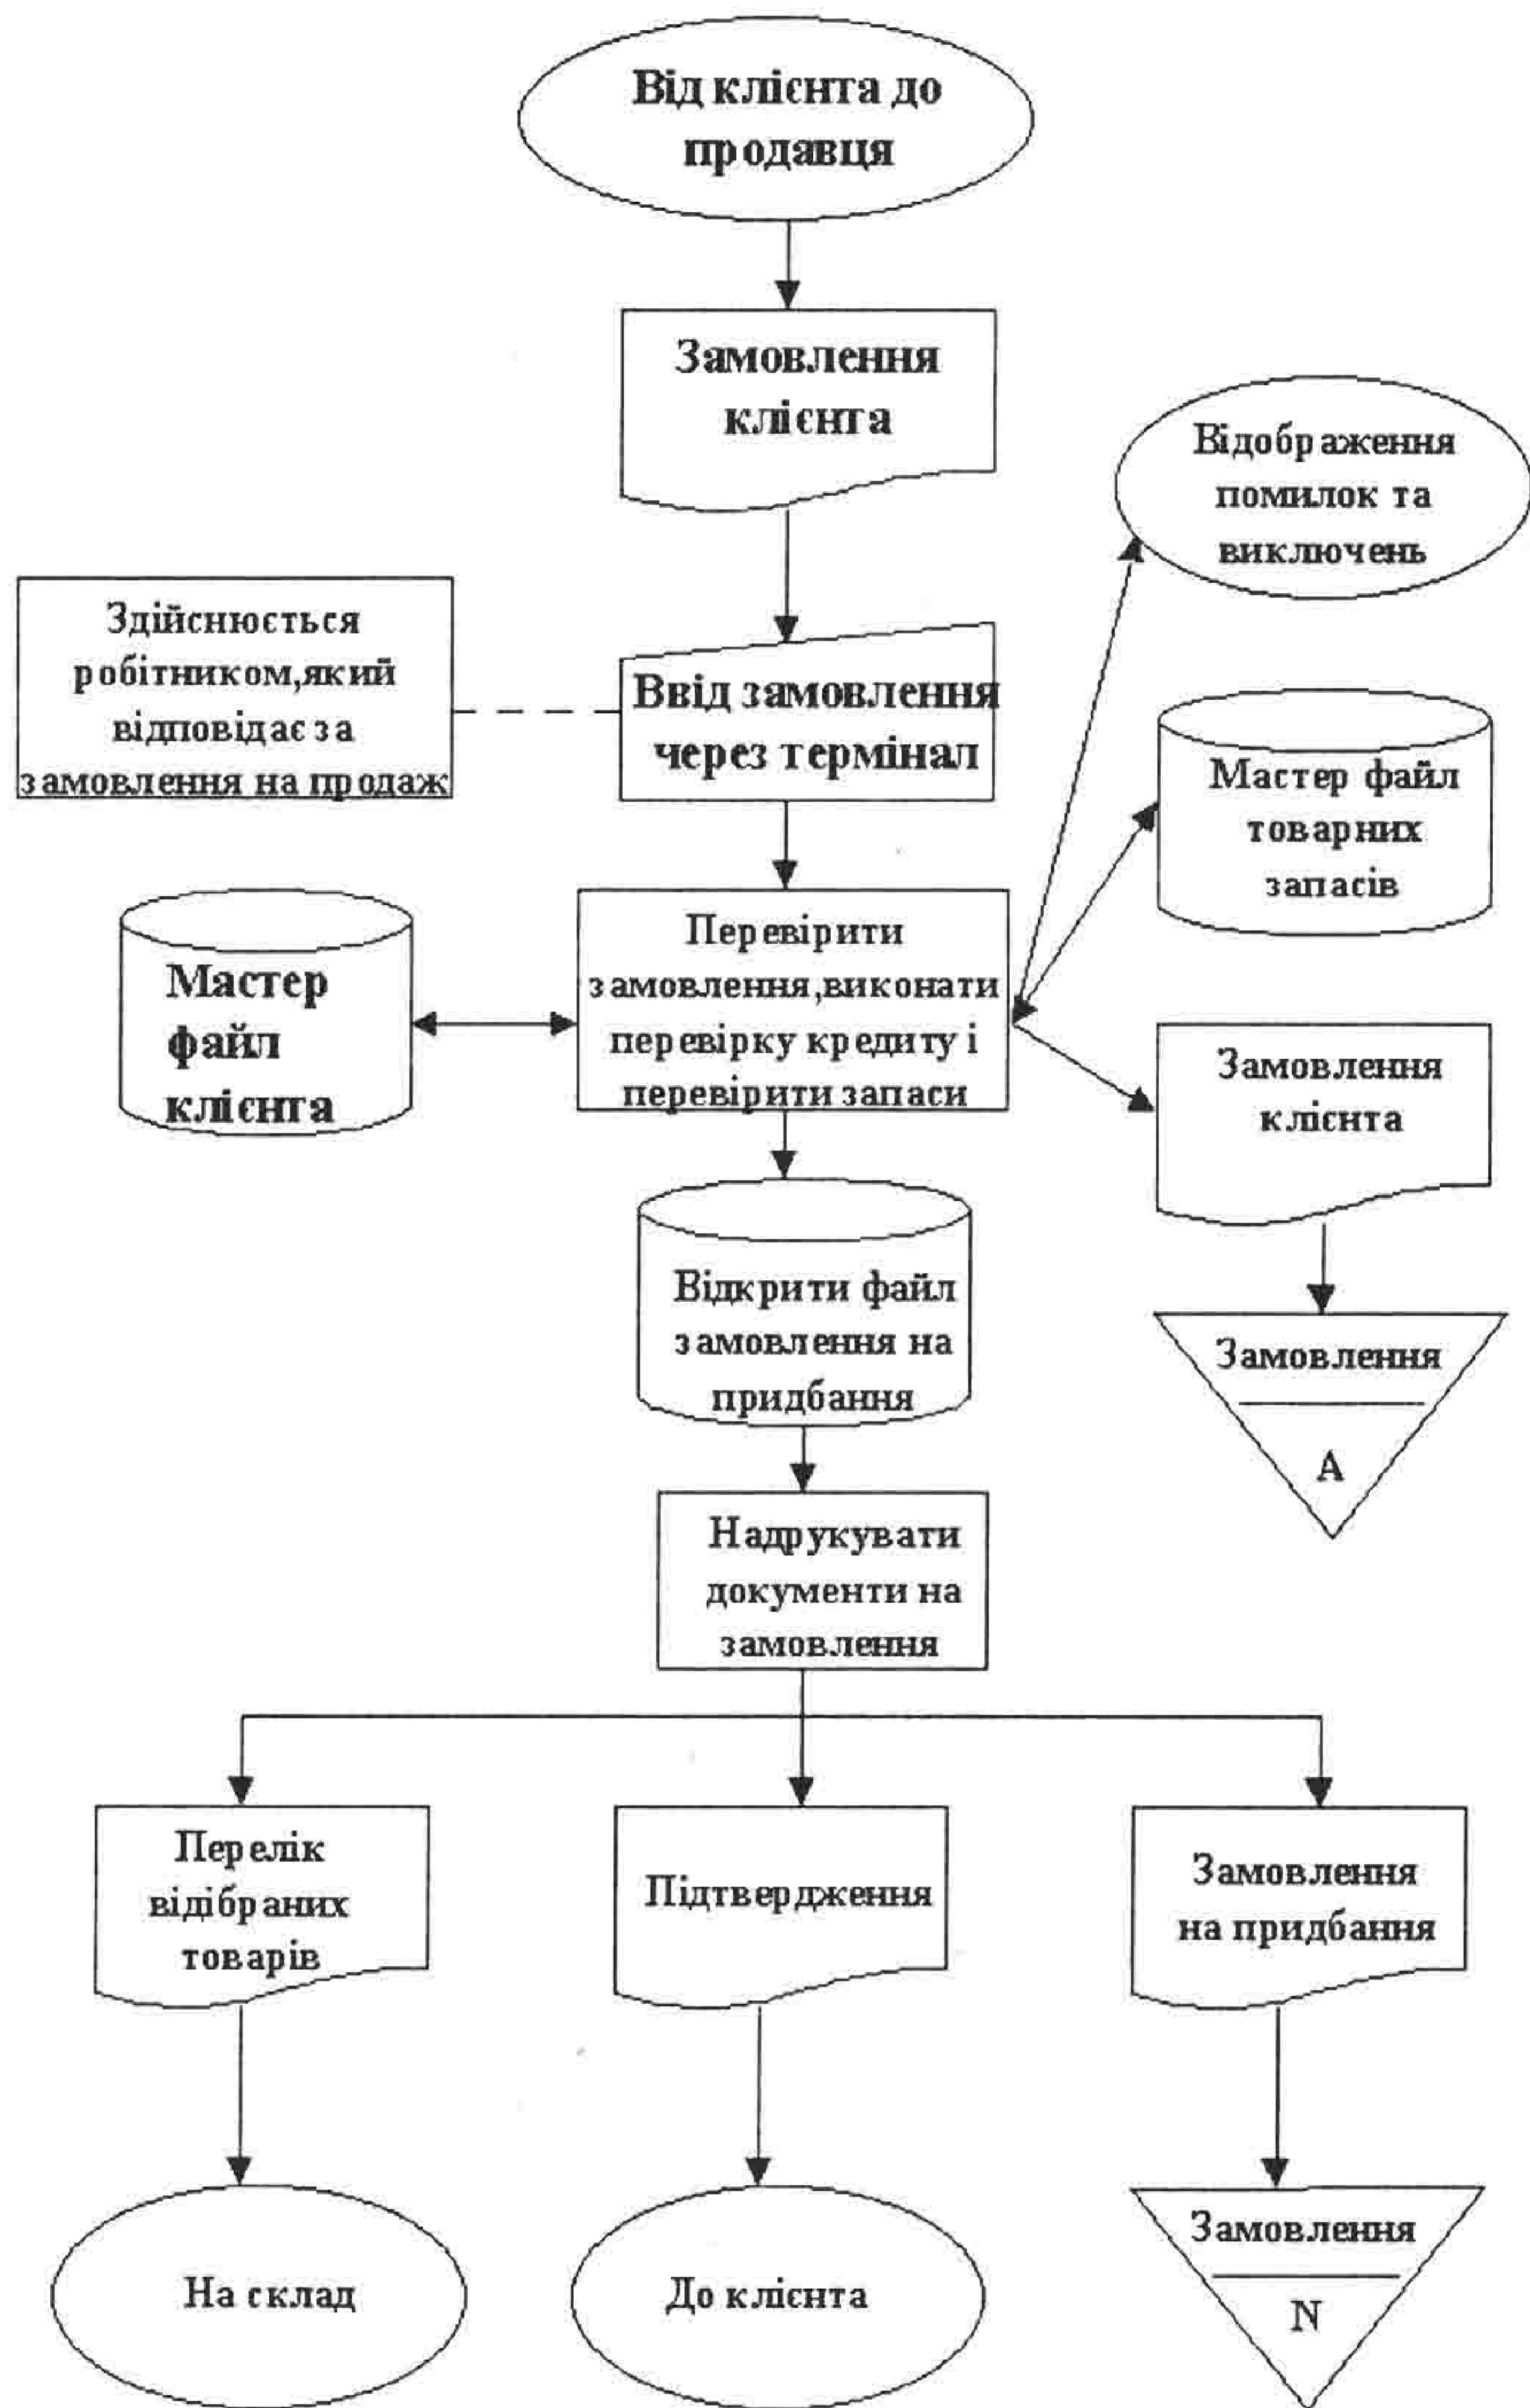 Від клієнта до
продавця
Замовлення
клієнта
Відображення
помилок та
виключень
Здійснюється
робітником,який
відповідає за
замовлення на продаж
Ввід замовлення
через термінал
Мастер файл
товарних
запасів
Мастер
файл
клієнта
Перевірити
замовлення,виконати
перевірку кредиту і
перевірити запаси
Замовлення
клієнта
Відкрити файл
замовлення на
придбання
Замовлення
А
Надрукувати
документи на
замовлення
Перелік
відібраних
товарів
Підтвердження
Замовлення
на придбання
На склад
До клієнта
Замовлення
N